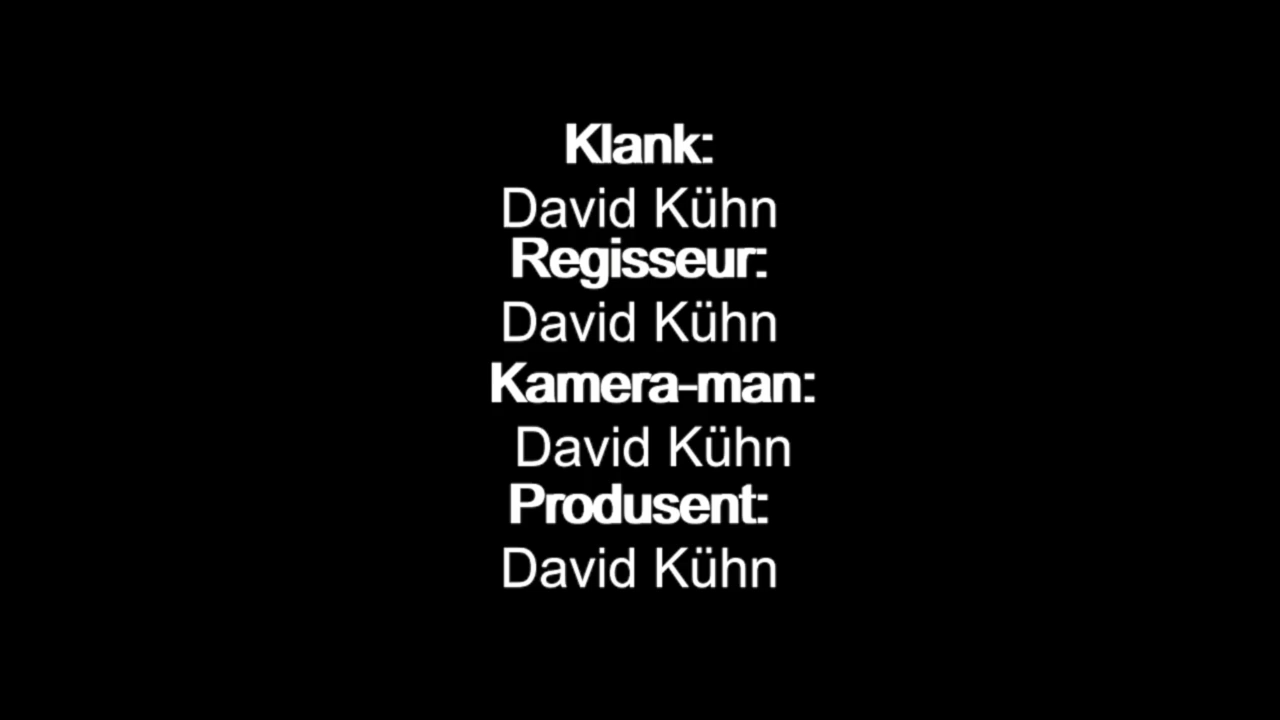 Klank:
David Kühn
Regisseur:
David Kühn
Kamera-man:
David Kühn
Produsent:
David Kühn